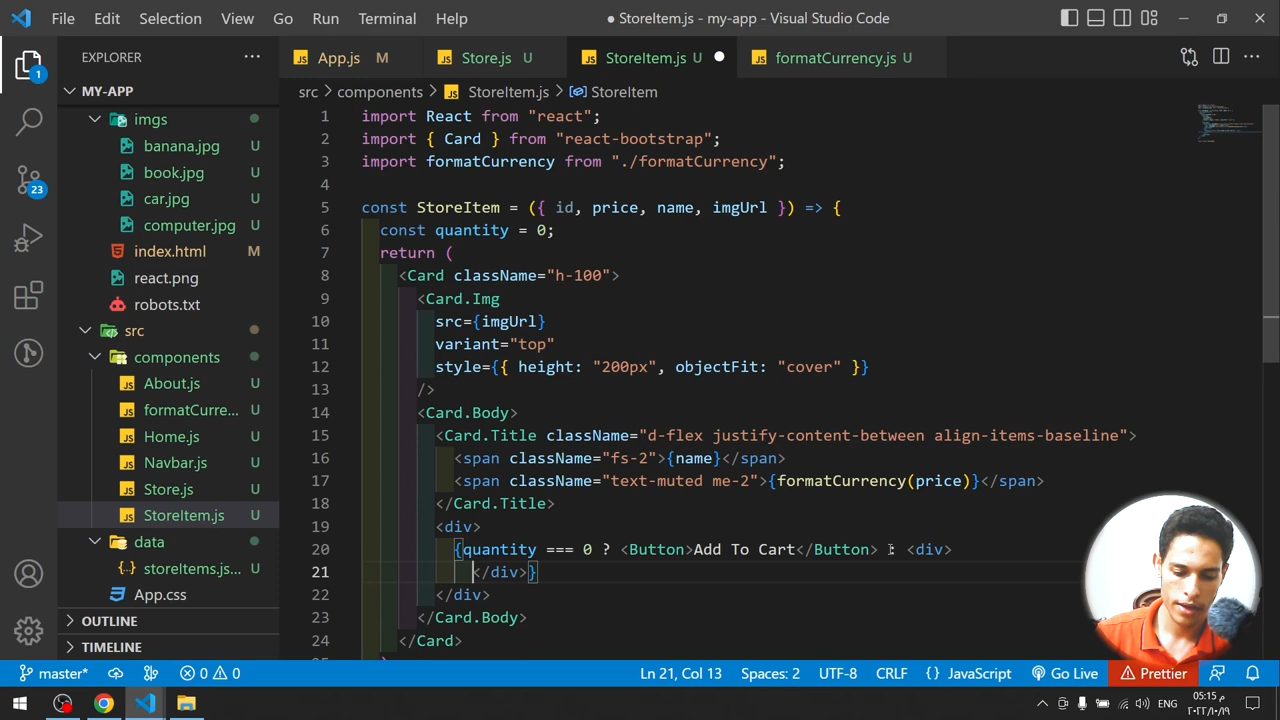 File Edit Selection View Go Run Terminal Help
● StoreItem.js - my-app - Visual Studio Code
EXPLORER
MY-APP
imgs
banana.jpg U
book.jpg U
car.jpg U
computer.jpg U
index.html M
react.png
robots.txt
src
components
About.js U
formatCurre... U
Home.js U
Navbar.js U
Store.js U
StoreItem.js U
data
storeItems.js... U
App.css
OUTLINE
TIMELINE
1
23
App.js M Store.js U StoreItem.js U ● formatCurrency.js U
src > components > StoreItem.js > StoreItem
1 import React from "react";
2 import { Card } from "react-bootstrap";
3 import formatCurrency from "./formatCurrency";
4
5 const StoreItem = ({ id, price, name, imgUrl }) => {
6 const quantity = 0;
7 return (
8 <Card className="h-100">
9 <Card.Img
10 src={imgUrl}
11 variant="top"
12 style={{ height: "200px", objectFit: "cover" }}
13 />
14 <Card.Body>
15 <Card.Title className="d-flex justify-content-between align-items-baseline">
16 <span className="fs-2">{name}</span>
17 <span className="text-muted me-2">{formatCurrency(price)}</span>
18 </Card.Title>
19 <div>
20 {quantity === 0 ? <Button>Add To Cart</Button> : <div>
21 </div>}
22 </div>
23 </Card.Body>
24 </Card>
master* 0 0 Ln 21, Col 13 Spaces: 2 UTF-8 CRLF {} JavaScript Go Live Prettier
ENG 05:15 م